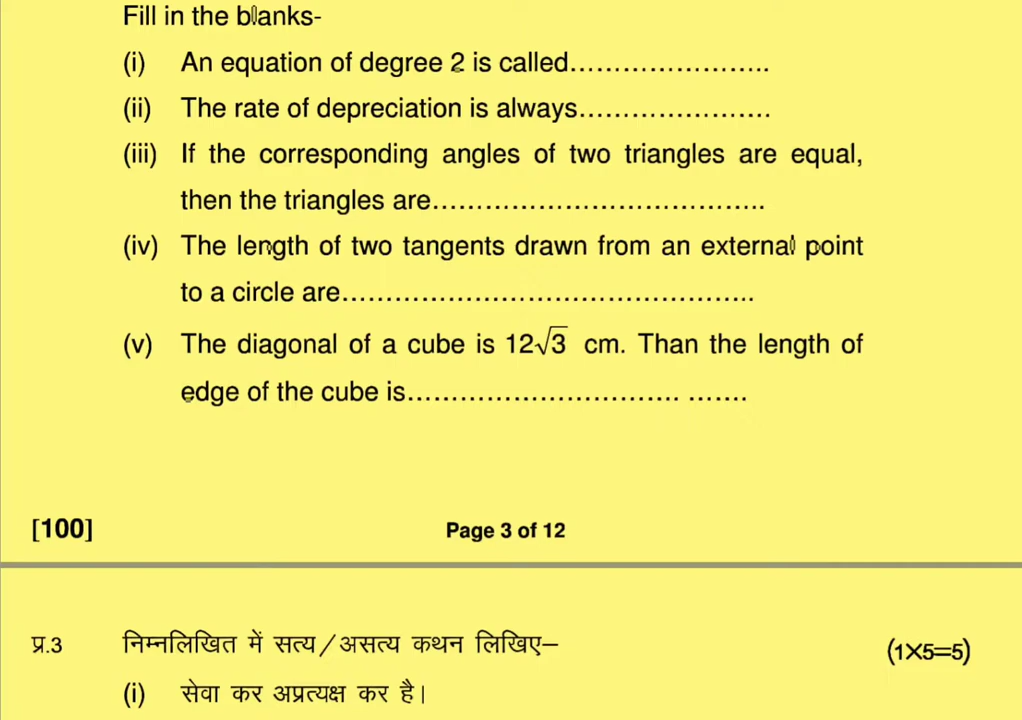 Fill in the blanks-
(i) An equation of degree 2 is called.......................
(ii) The rate of depreciation is always......................
(iii) If the corresponding angles of two triangles are equal,
then the triangles are......................................
(iv) The length of two tangents drawn from an external point
to a circle are...............................................
(v) The diagonal of a cube is 12√3 cm. Than the length of
edge of the cube is............................... .......
[100] Page 3 of 12
प्र.3 निम्नलिखित में सत्य/असत्य कथन लिखिए– (1×5=5)
(i) सेवा कर अप्रत्यक्ष कर है।